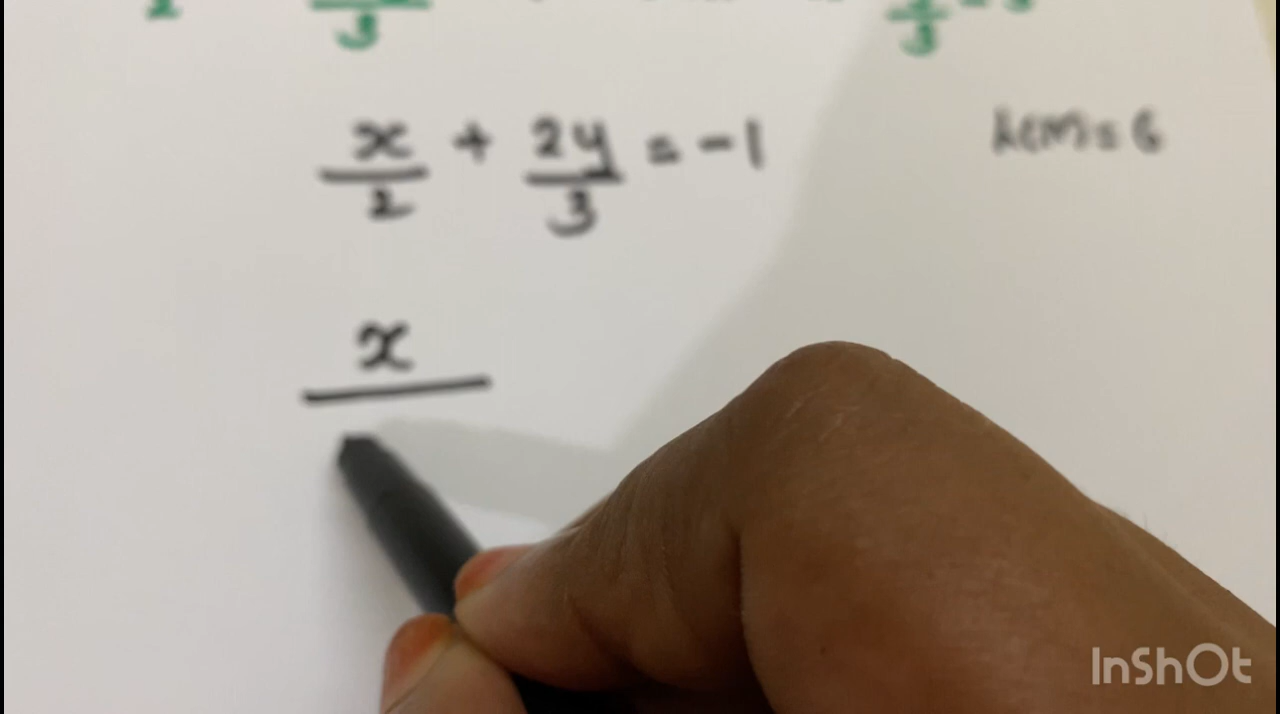 x/2 + 2y/3 = -1
LCM = 6
x
InShOt